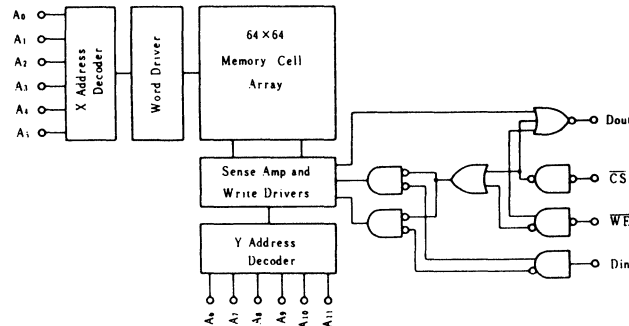 A0
A1
A2
A3
A4
A5
X Address
Decoder
Word Driver
64×64
Memory Cell
Array
Sense Amp and
Write Drivers
Y Address
Decoder
A6
A7
A8
A9
A10
A11
Dout
CS
WE
Din